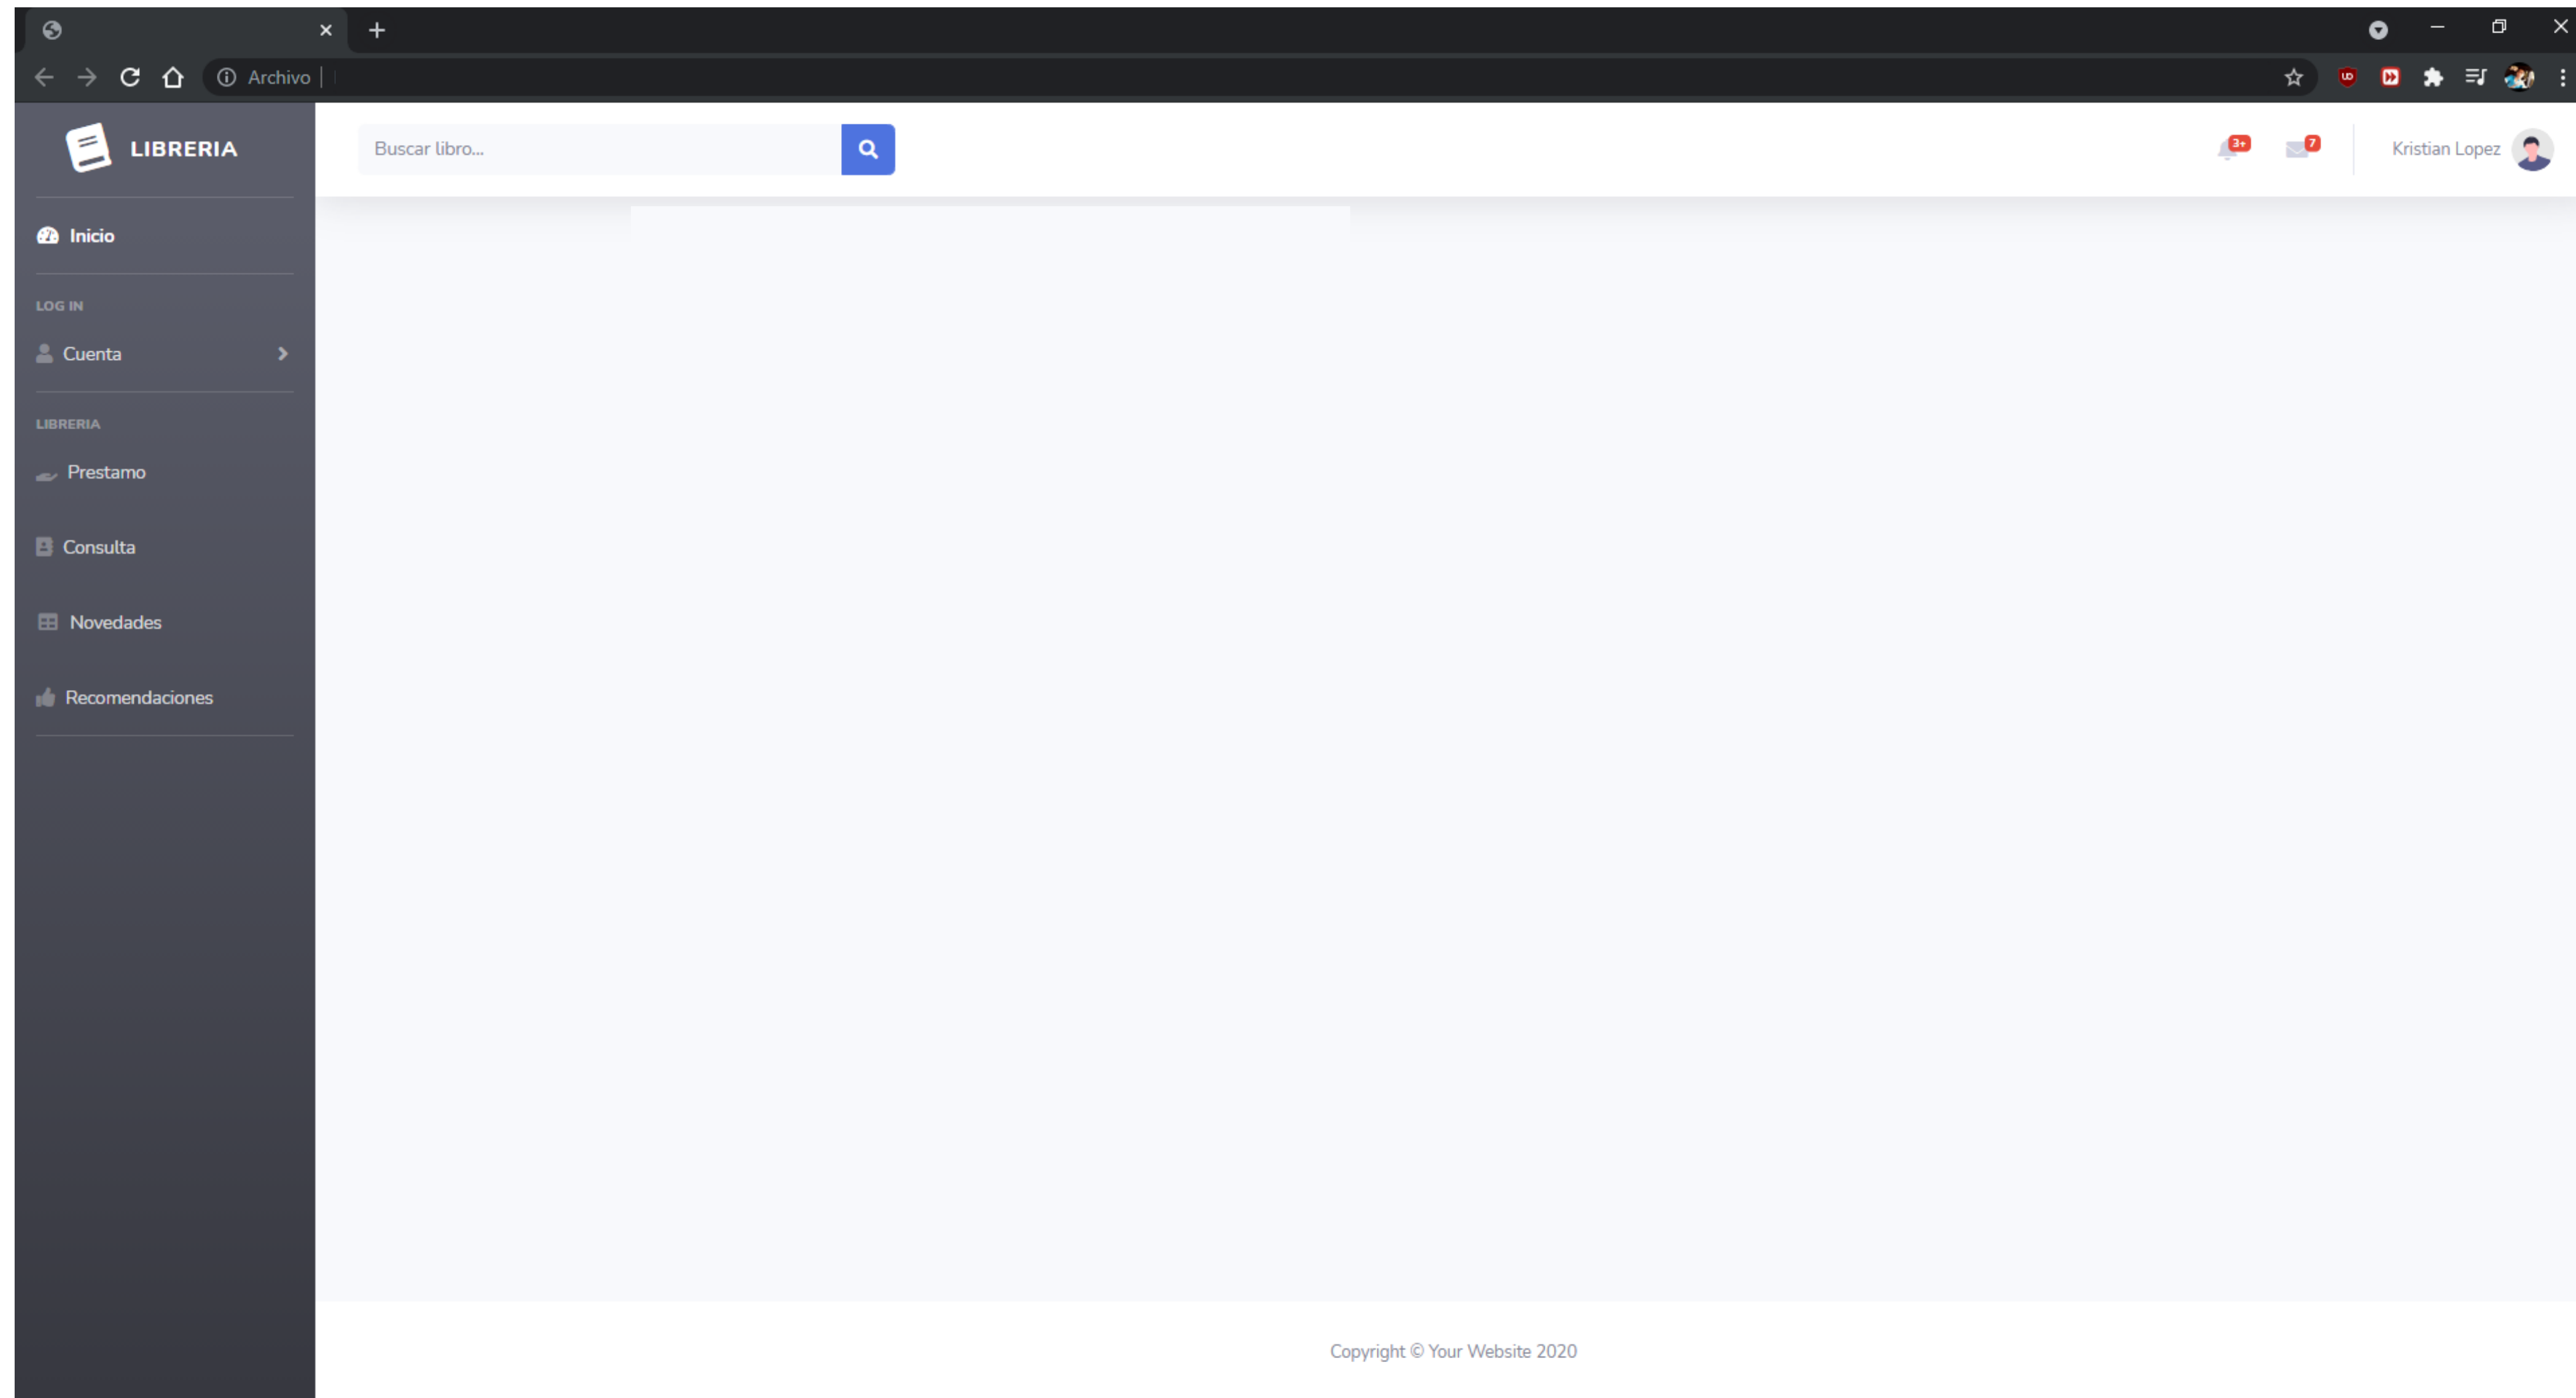 Archivo
LIBRERIA
Buscar libro...
3+
7
Kristian Lopez
Inicio
LOG IN
Cuenta
LIBRERIA
Prestamo
Consulta
Novedades
Recomendaciones
Copyright © Your Website 2020